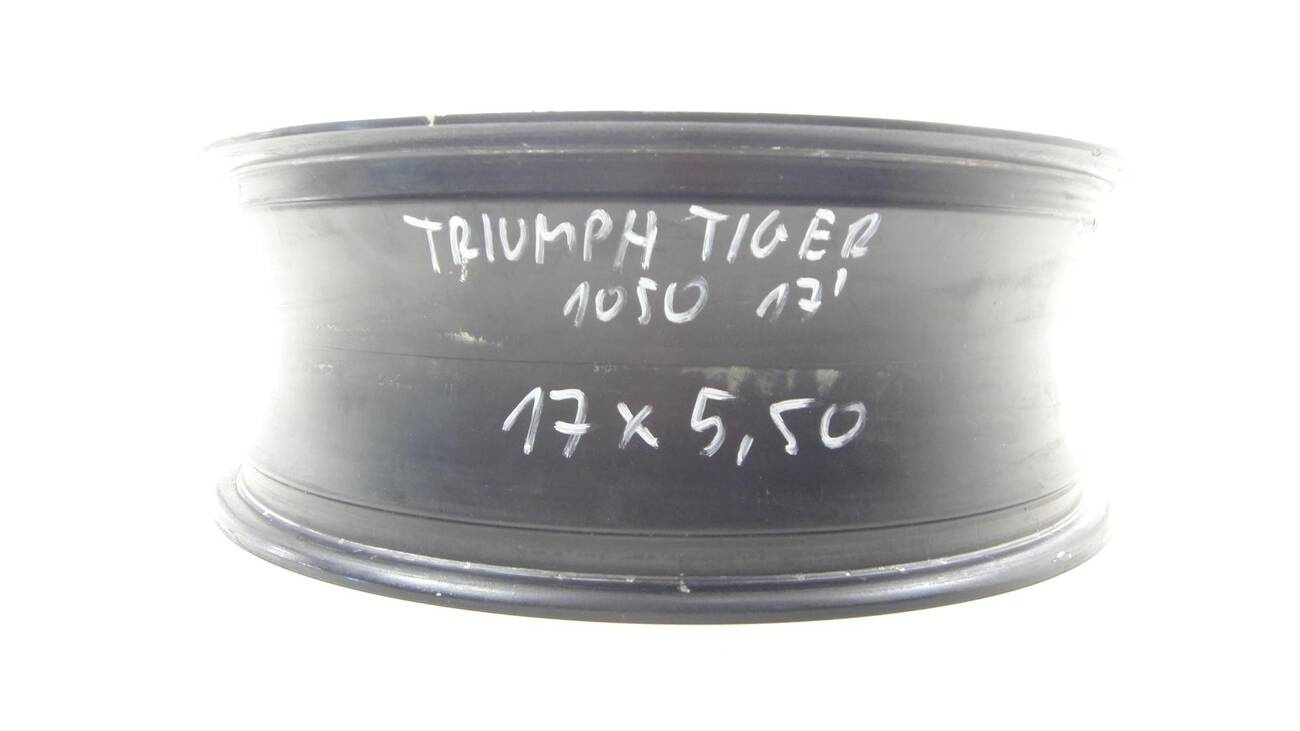 TRIUMPH TIGER
1050 17'
17 x 5,50